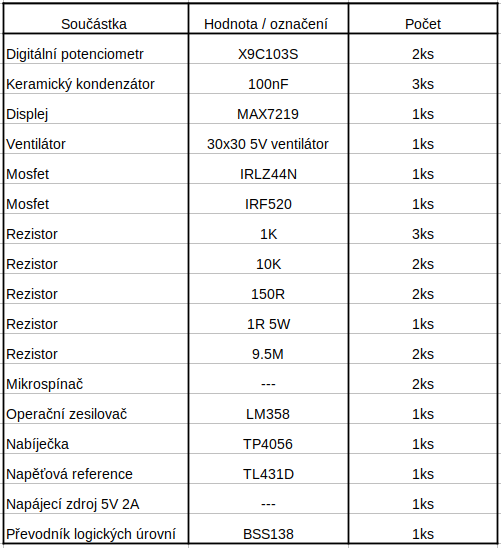 Součástka Hodnota / označení Počet
Digitální potenciometr X9C103S 2ks
Keramický kondenzátor 100nF 3ks
Displej MAX7219 1ks
Ventilátor 30x30 5V ventilátor 1ks
Mosfet IRLZ44N 1ks
Mosfet IRF520 1ks
Rezistor 1K 3ks
Rezistor 10K 2ks
Rezistor 150R 2ks
Rezistor 1R 5W 1ks
Rezistor 9.5M 2ks
Mikrospínač --- 2ks
Operační zesilovač LM358 1ks
Nabíječka TP4056 1ks
Napěťová reference TL431D 1ks
Napájecí zdroj 5V 2A --- 1ks
Převodník logických úrovní BSS138 1ks